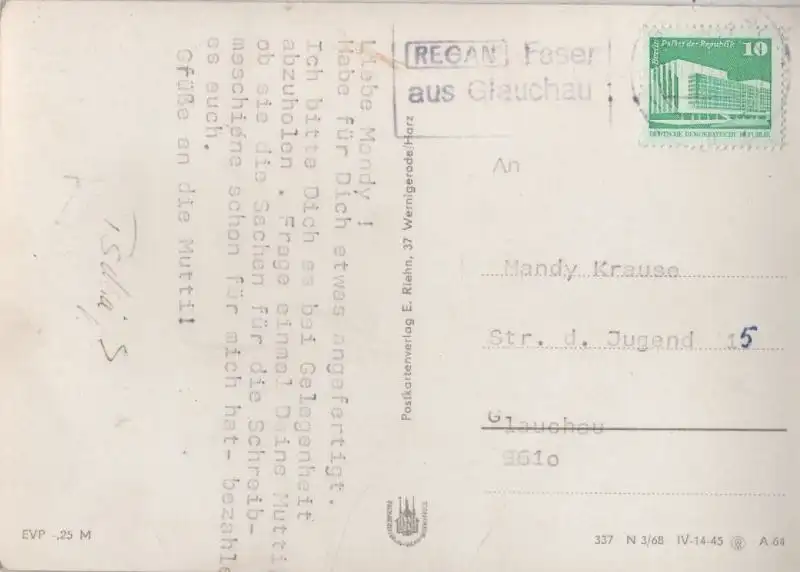 Liebe Mandy !
Habe für Dich etwas angefertigt.
Ich bitte Dich es bei Gelegenheit
abzuholen . Frage einmal Deine Mutti
ob sie die Sachen für die Schreib-
maschiene schon für mich hat- bezahle
es auch.
Grüße an die Mutti!
Postkartenverlag E. Riehn, 37 Wernigerode/Harz
REGAN Faser
aus Glauchau
Berlin Palast der Republik 10
DEUTSCHE DEMOKRATISCHE REPUBLIK
An
Mandy Krause
Str. d. Jugend 15
Glauchau
961o
EVP -,25 M
337 N 3/68 IV-14-45 A 64